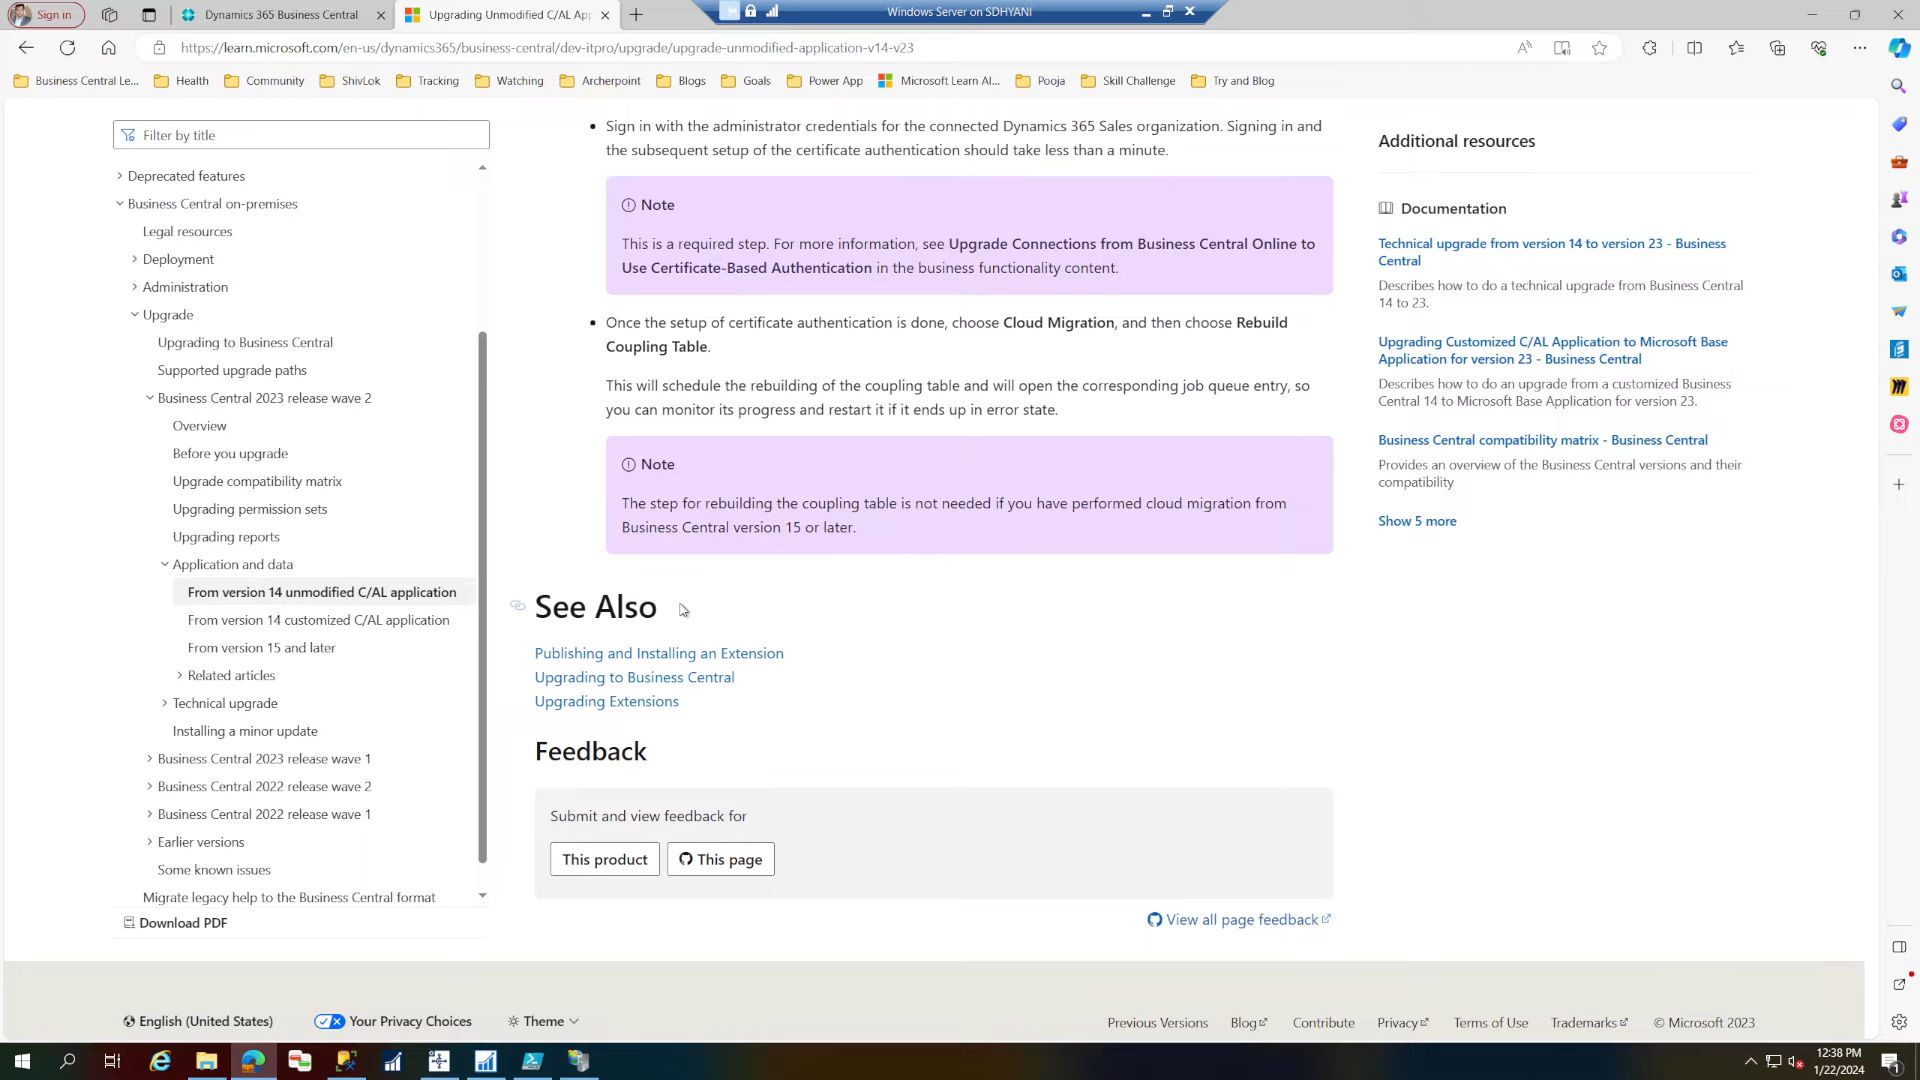 Sign in
Dynamics 365 Business Central
Upgrading Unmodified C/AL App
Windows Server on SDHYANI
https://learn.microsoft.com/en-us/dynamics365/business-central/dev-itpro/upgrade/upgrade-unmodified-application-v14-v23
Business Central Le...
Health
Community
ShivLok
Tracking
Watching
Archerpoint
Blogs
Goals
Power App
Microsoft Learn AI...
Pooja
Skill Challenge
Try and Blog
Filter by title
Deprecated features
Business Central on-premises
Legal resources
Deployment
Administration
Upgrade
Upgrading to Business Central
Supported upgrade paths
Business Central 2023 release wave 2
Overview
Before you upgrade
Upgrade compatibility matrix
Upgrading permission sets
Upgrading reports
Application and data
From version 14 unmodified C/AL application
From version 14 customized C/AL application
From version 15 and later
Related articles
Technical upgrade
Installing a minor update
Business Central 2023 release wave 1
Business Central 2022 release wave 2
Business Central 2022 release wave 1
Earlier versions
Some known issues
Migrate legacy help to the Business Central format
Download PDF
Sign in with the administrator credentials for the connected Dynamics 365 Sales organization. Signing in and
the subsequent setup of the certificate authentication should take less than a minute.
Note
This is a required step. For more information, see Upgrade Connections from Business Central Online to
Use Certificate-Based Authentication in the business functionality content.
Once the setup of certificate authentication is done, choose Cloud Migration, and then choose Rebuild
Coupling Table.
This will schedule the rebuilding of the coupling table and will open the corresponding job queue entry, so
you can monitor its progress and restart it if it ends up in error state.
Note
The step for rebuilding the coupling table is not needed if you have performed cloud migration from
Business Central version 15 or later.
See Also
Publishing and Installing an Extension
Upgrading to Business Central
Upgrading Extensions
Feedback
Submit and view feedback for
This product
This page
View all page feedback
Additional resources
Documentation
Technical upgrade from version 14 to version 23 - Business
Central
Describes how to do a technical upgrade from Business Central
14 to 23.
Upgrading Customized C/AL Application to Microsoft Base
Application for version 23 - Business Central
Describes how to do an upgrade from a customized Business
Central 14 to Microsoft Base Application for version 23.
Business Central compatibility matrix - Business Central
Provides an overview of the Business Central versions and their
compatibility
Show 5 more
English (United States)
Your Privacy Choices
Theme
Previous Versions
Blog
Contribute
Privacy
Terms of Use
Trademarks
© Microsoft 2023
12:38 PM
1/22/2024
1